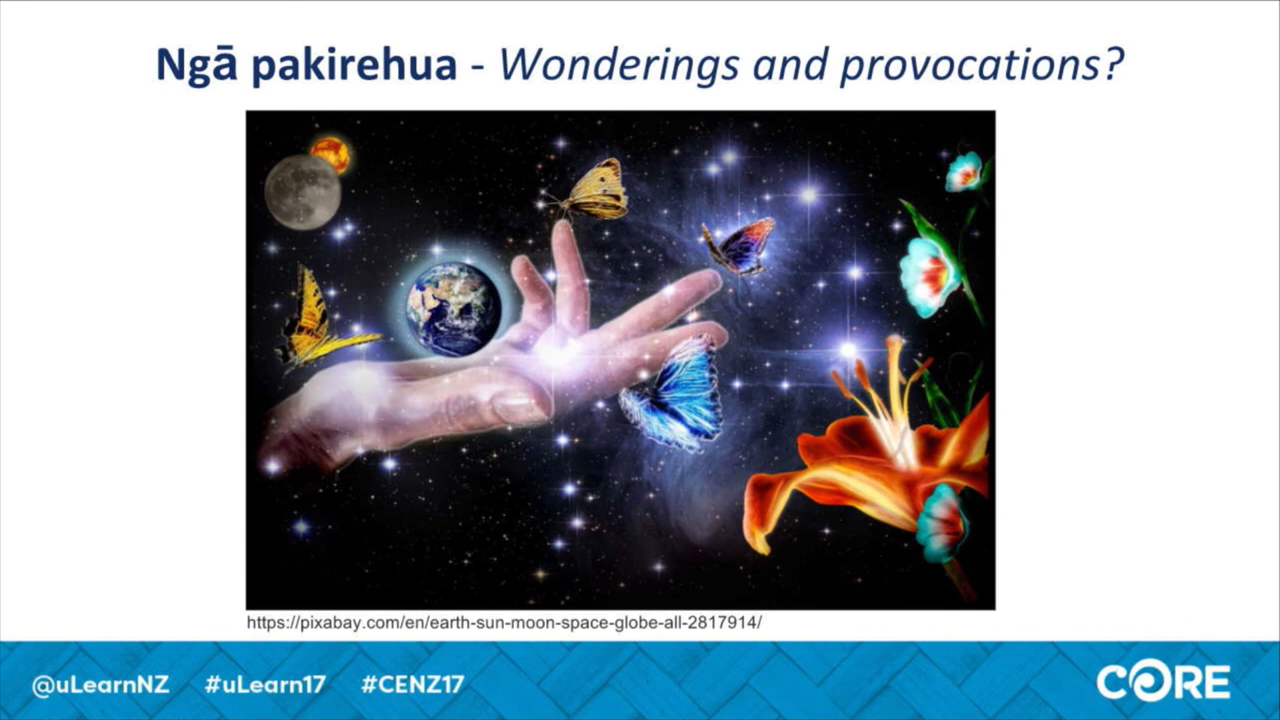 Ngā pakirehua - Wonderings and provocations?
https://pixabay.com/en/earth-sun-moon-space-globe-all-2817914/
@uLearnNZ #uLearn17 #CENZ17 CORE